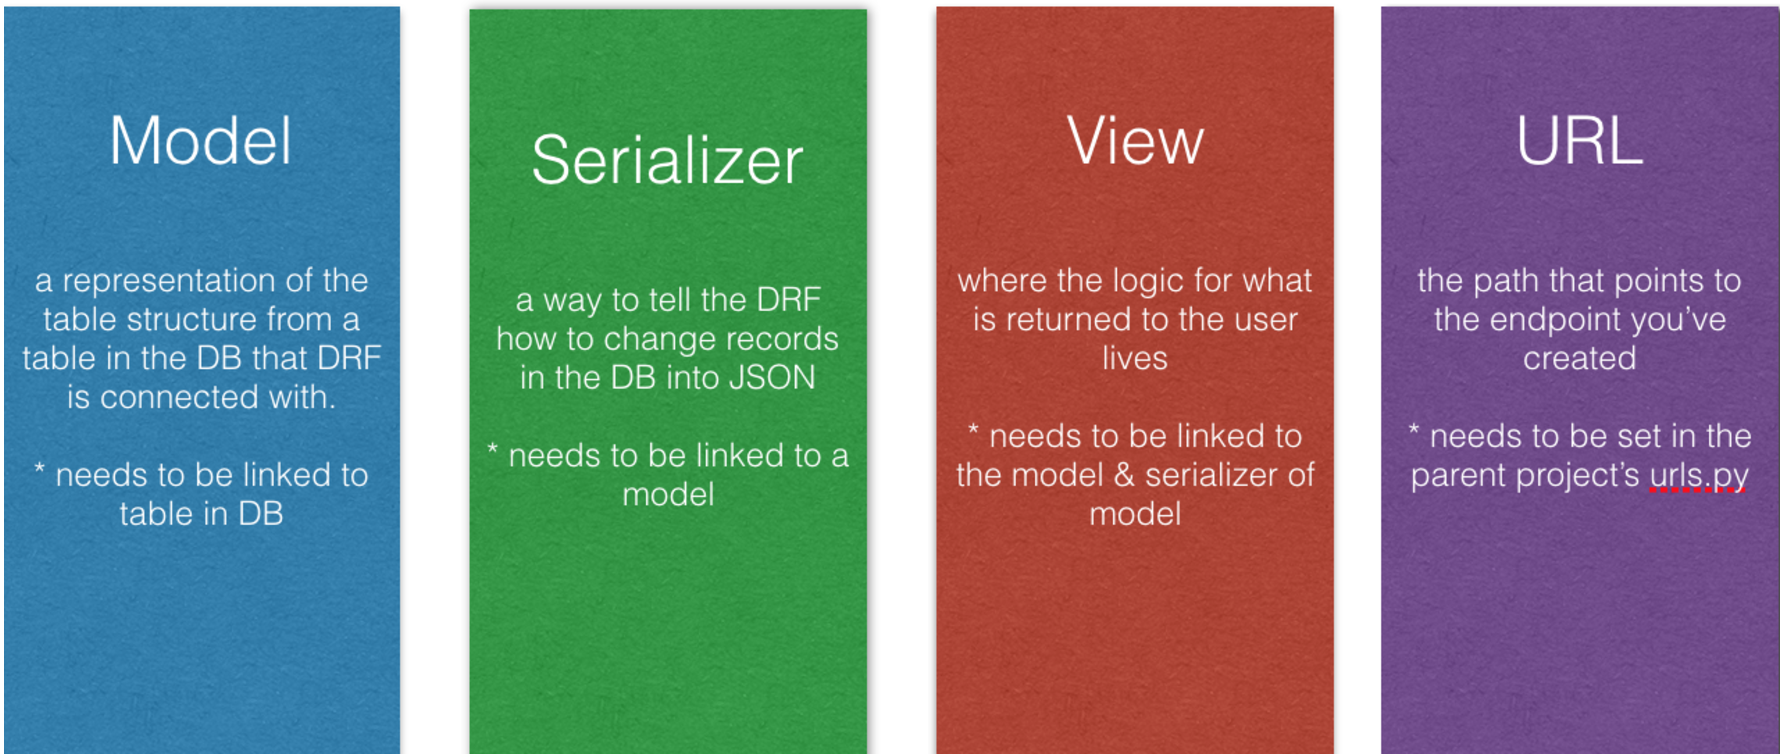 Model
a representation of the
table structure from a
table in the DB that DRF
is connected with.
* needs to be linked to
table in DB
Serializer
a way to tell the DRF
how to change records
in the DB into JSON
* needs to be linked to a
model
View
where the logic for what
is returned to the user
lives
* needs to be linked to
the model & serializer of
model
URL
the path that points to
the endpoint you’ve
created
* needs to be set in the
parent project’s urls.py